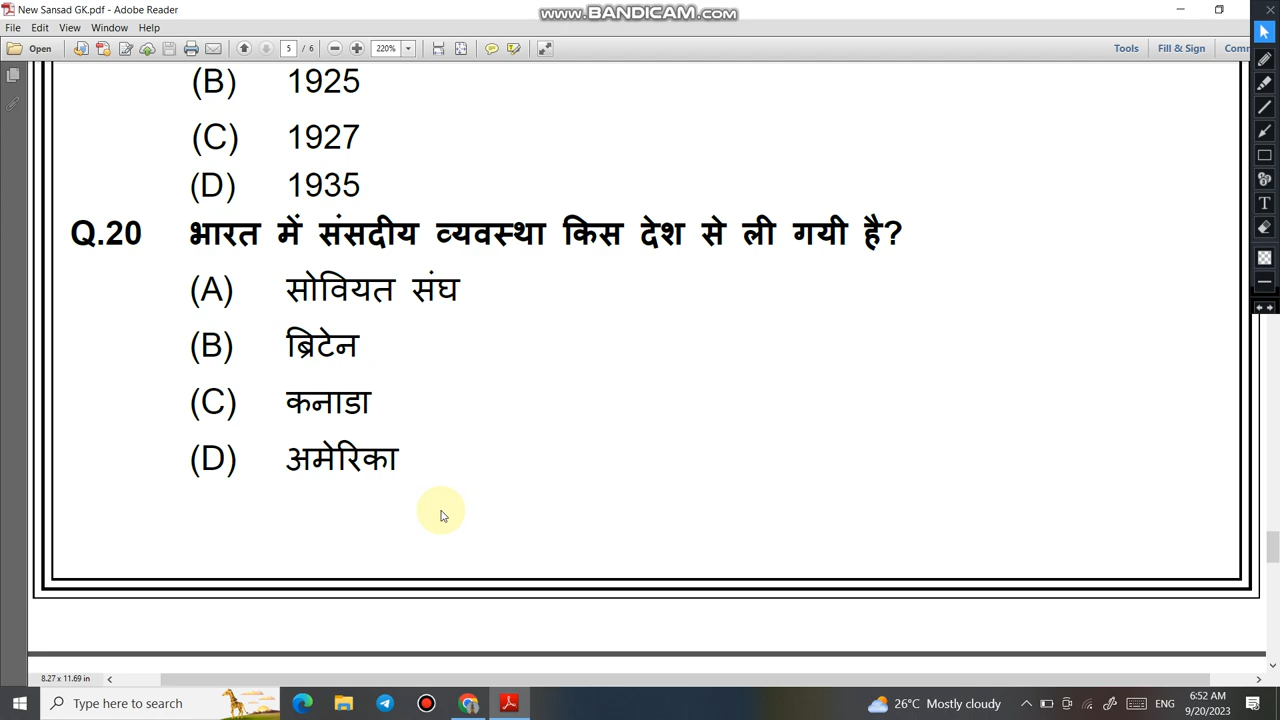 New Sansad GK.pdf - Adobe Reader
www.BANDICAM.com
File Edit View Window Help
Open 5 / 6 220% Tools Fill & Sign Comm
(B) 1925
(C) 1927
(D) 1935
Q.20 भारत में संसदीय व्यवस्था किस देश से ली गयी है?
(A) सोवियत संघ
(B) ब्रिटेन
(C) कनाडा
(D) अमेरिका
8.27 x 11.69 in
Type here to search
26°C Mostly cloudy
ENG
6:52 AM
9/20/2023